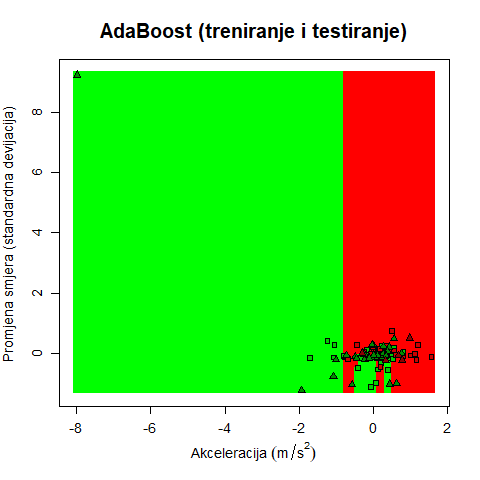 AdaBoost (treniranje i testiranje)
Promjena smjera (standardna devijacija)
8
6
4
2
0
-8 -6 -4 -2 0 2
Akceleracija (m/s²)